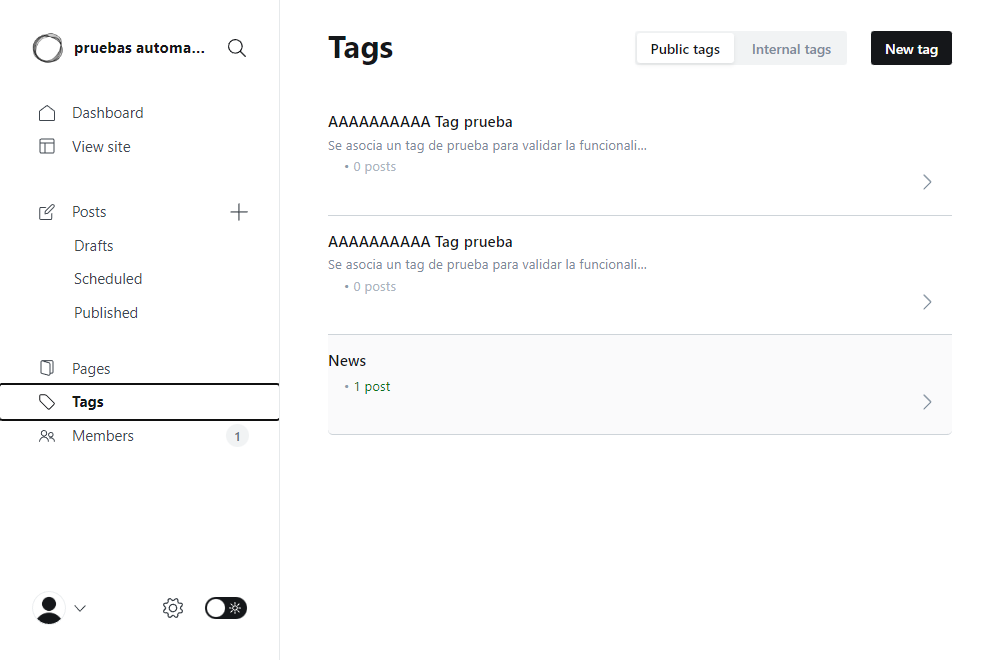 pruebas automa...
Dashboard
View site
Posts
Drafts
Scheduled
Published
Pages
Tags
Members
1
Tags
Public tags
Internal tags
New tag
AAAAAAAAAA Tag prueba
Se asocia un tag de prueba para validar la funcionali...
• 0 posts
AAAAAAAAAA Tag prueba
Se asocia un tag de prueba para validar la funcionali...
• 0 posts
News
• 1 post